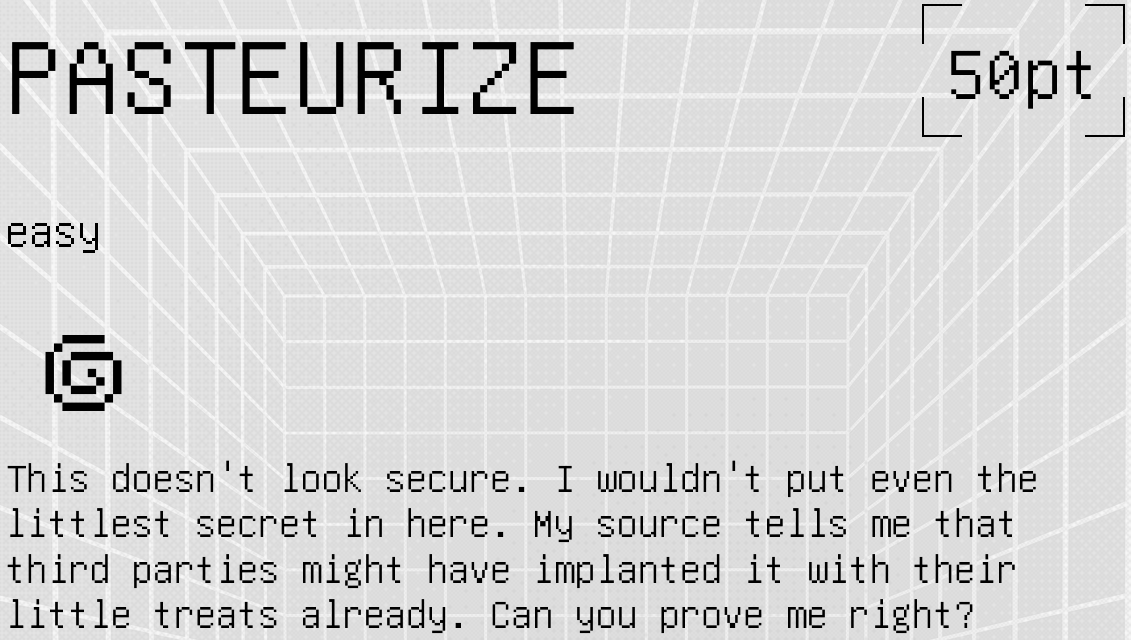 PASTEURIZE
50pt
easy
This doesn't look secure. I wouldn't put even the
littlest secret in here. My source tells me that
third parties might have implanted it with their
little treats already. Can you prove me right?